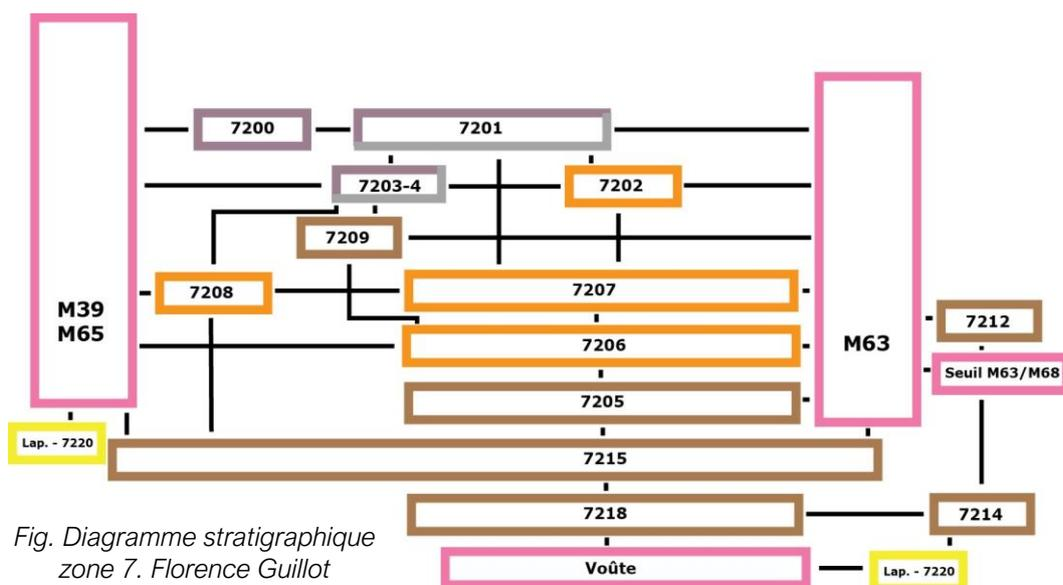 7200
7201
7203-4
7202
7209
7208
7207
M39
M65
7206
M63
7212
Seuil M63/M68
7205
Lap. - 7220
7215
7218
7214
Fig. Diagramme stratigraphique
zone 7. Florence Guillot
Voûte
Lap. - 7220